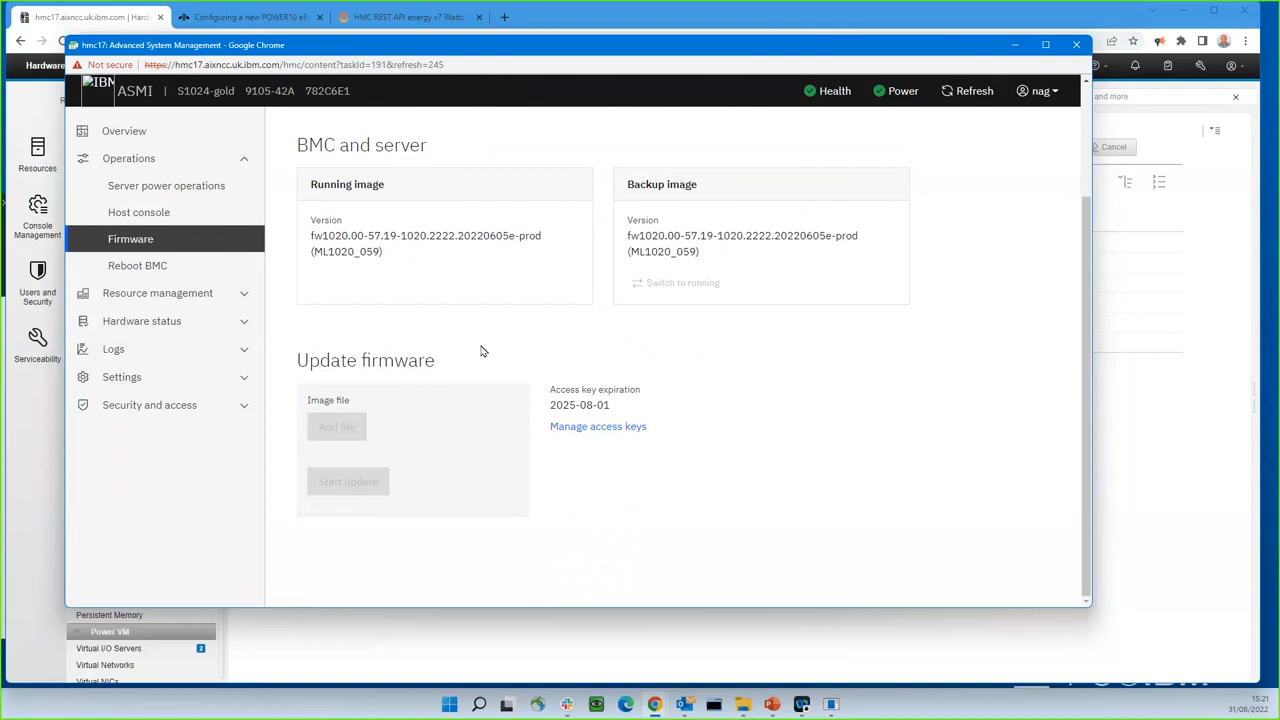 hmc17.aixncc.uk.ibm.com | Hard
Configuring a new POWER10 eB
HMC REST API energy v7 Watts
hmc17: Advanced System Management - Google Chrome
Not secure | https://hmc17.aixncc.uk.ibm.com/hmc/content?taskId=191&refresh=245
Hardware
IBM ASMI | S1024-gold 9105-42A 782C6E1
Health Power Refresh nag
and more
Cancel
Resources
Console Management
Users and Security
Serviceability
Overview
Operations
Server power operations
Host console
Firmware
Reboot BMC
Resource management
Hardware status
Logs
Settings
Security and access
BMC and server
Running image
Version
fw1020.00-57.19-1020.2222.20220605e-prod
(ML1020_059)
Backup image
Version
fw1020.00-57.19-1020.2222.20220605e-prod
(ML1020_059)
Switch to running
Update firmware
Image file
Add file
Start update
Access key expiration
2025-08-01
Manage access keys
Persistent Memory
Power VM
Virtual I/O Servers 2
Virtual Networks
Virtual NICs
15:21
31/08/2022